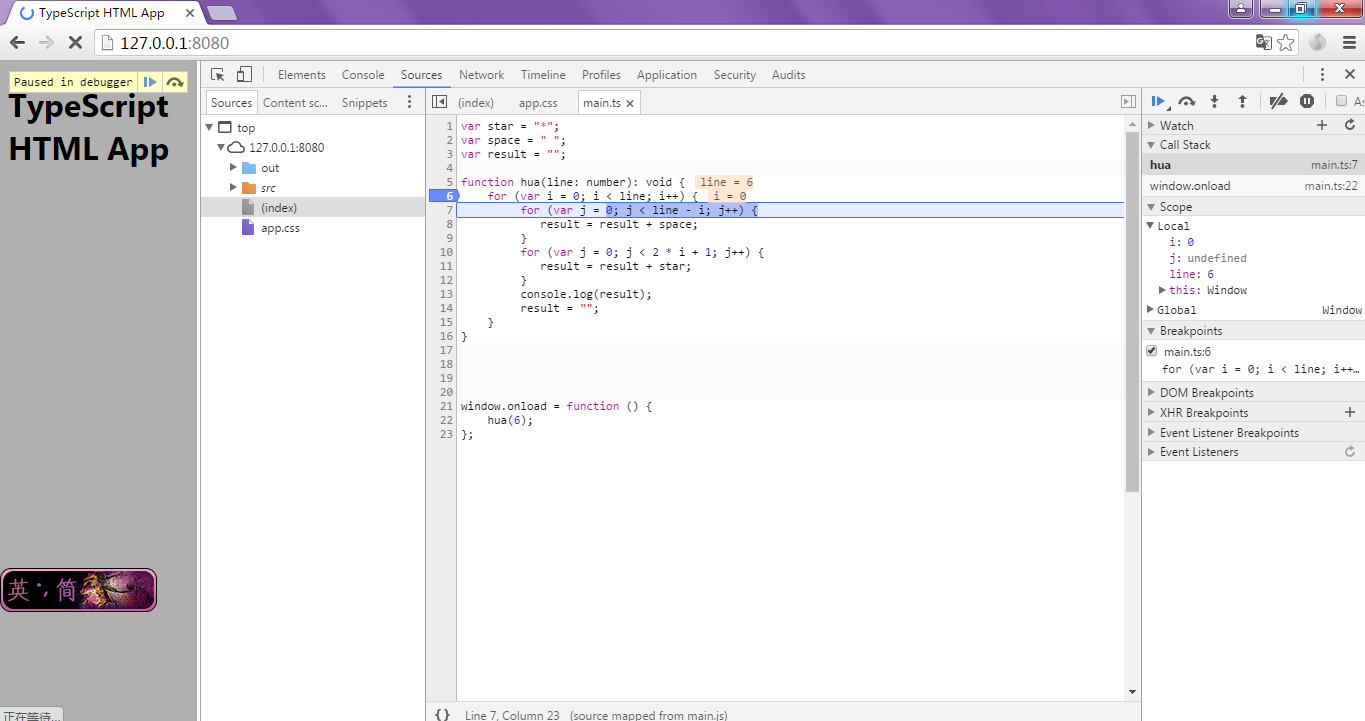 TypeScript HTML App
127.0.0.1:8080
Paused in debugger
TypeScript
HTML App
英 简
正在等待...
Elements Console Sources Network Timeline Profiles Application Security Audits
Sources Content sc... Snippets
top
127.0.0.1:8080
out
src
(index)
app.css
(index) app.css main.ts
1 var star = "*";
2 var space = " ";
3 var result = "";
4
5 function hua(line: number): void { line = 6
6 for (var i = 0; i < line; i++) { i = 0
7 for (var j = 0; j < line - i; j++) {
8 result = result + space;
9 }
10 for (var j = 0; j < 2 * i + 1; j++) {
11 result = result + star;
12 }
13 console.log(result);
14 result = "";
15 }
16 }
17
18
19
20
21 window.onload = function () {
22 hua(6);
23 };
{} Line 7, Column 23 (source mapped from main.js)
As
Watch
Call Stack
hua main.ts:7
window.onload main.ts:22
Scope
Local
i: 0
j: undefined
line: 6
this: Window
Global Window
Breakpoints
main.ts:6
for (var i = 0; i < line; i++…
DOM Breakpoints
XHR Breakpoints
Event Listener Breakpoints
Event Listeners